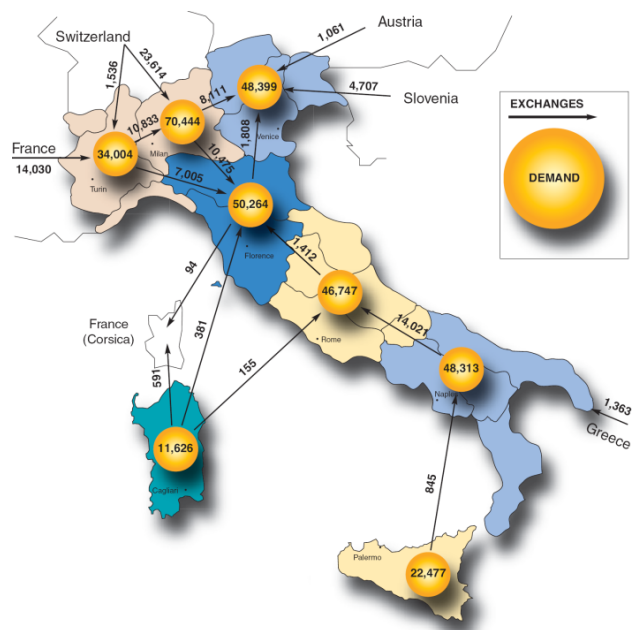 Switzerland
Austria
1,061
Slovenia
4,707
1,536
23,614
8,111
48,399
10,833
70,444
France
14,030
34,004
Milan
Turin
Venice
1,808
10,475
7,005
50,264
Florence
1,412
94
381
46,747
Rome
14,021
France
(Corsica)
155
591
48,313
Naple
1,363
Greece
11,626
Cagliari
845
Palermo
22,477
EXCHANGES
DEMAND